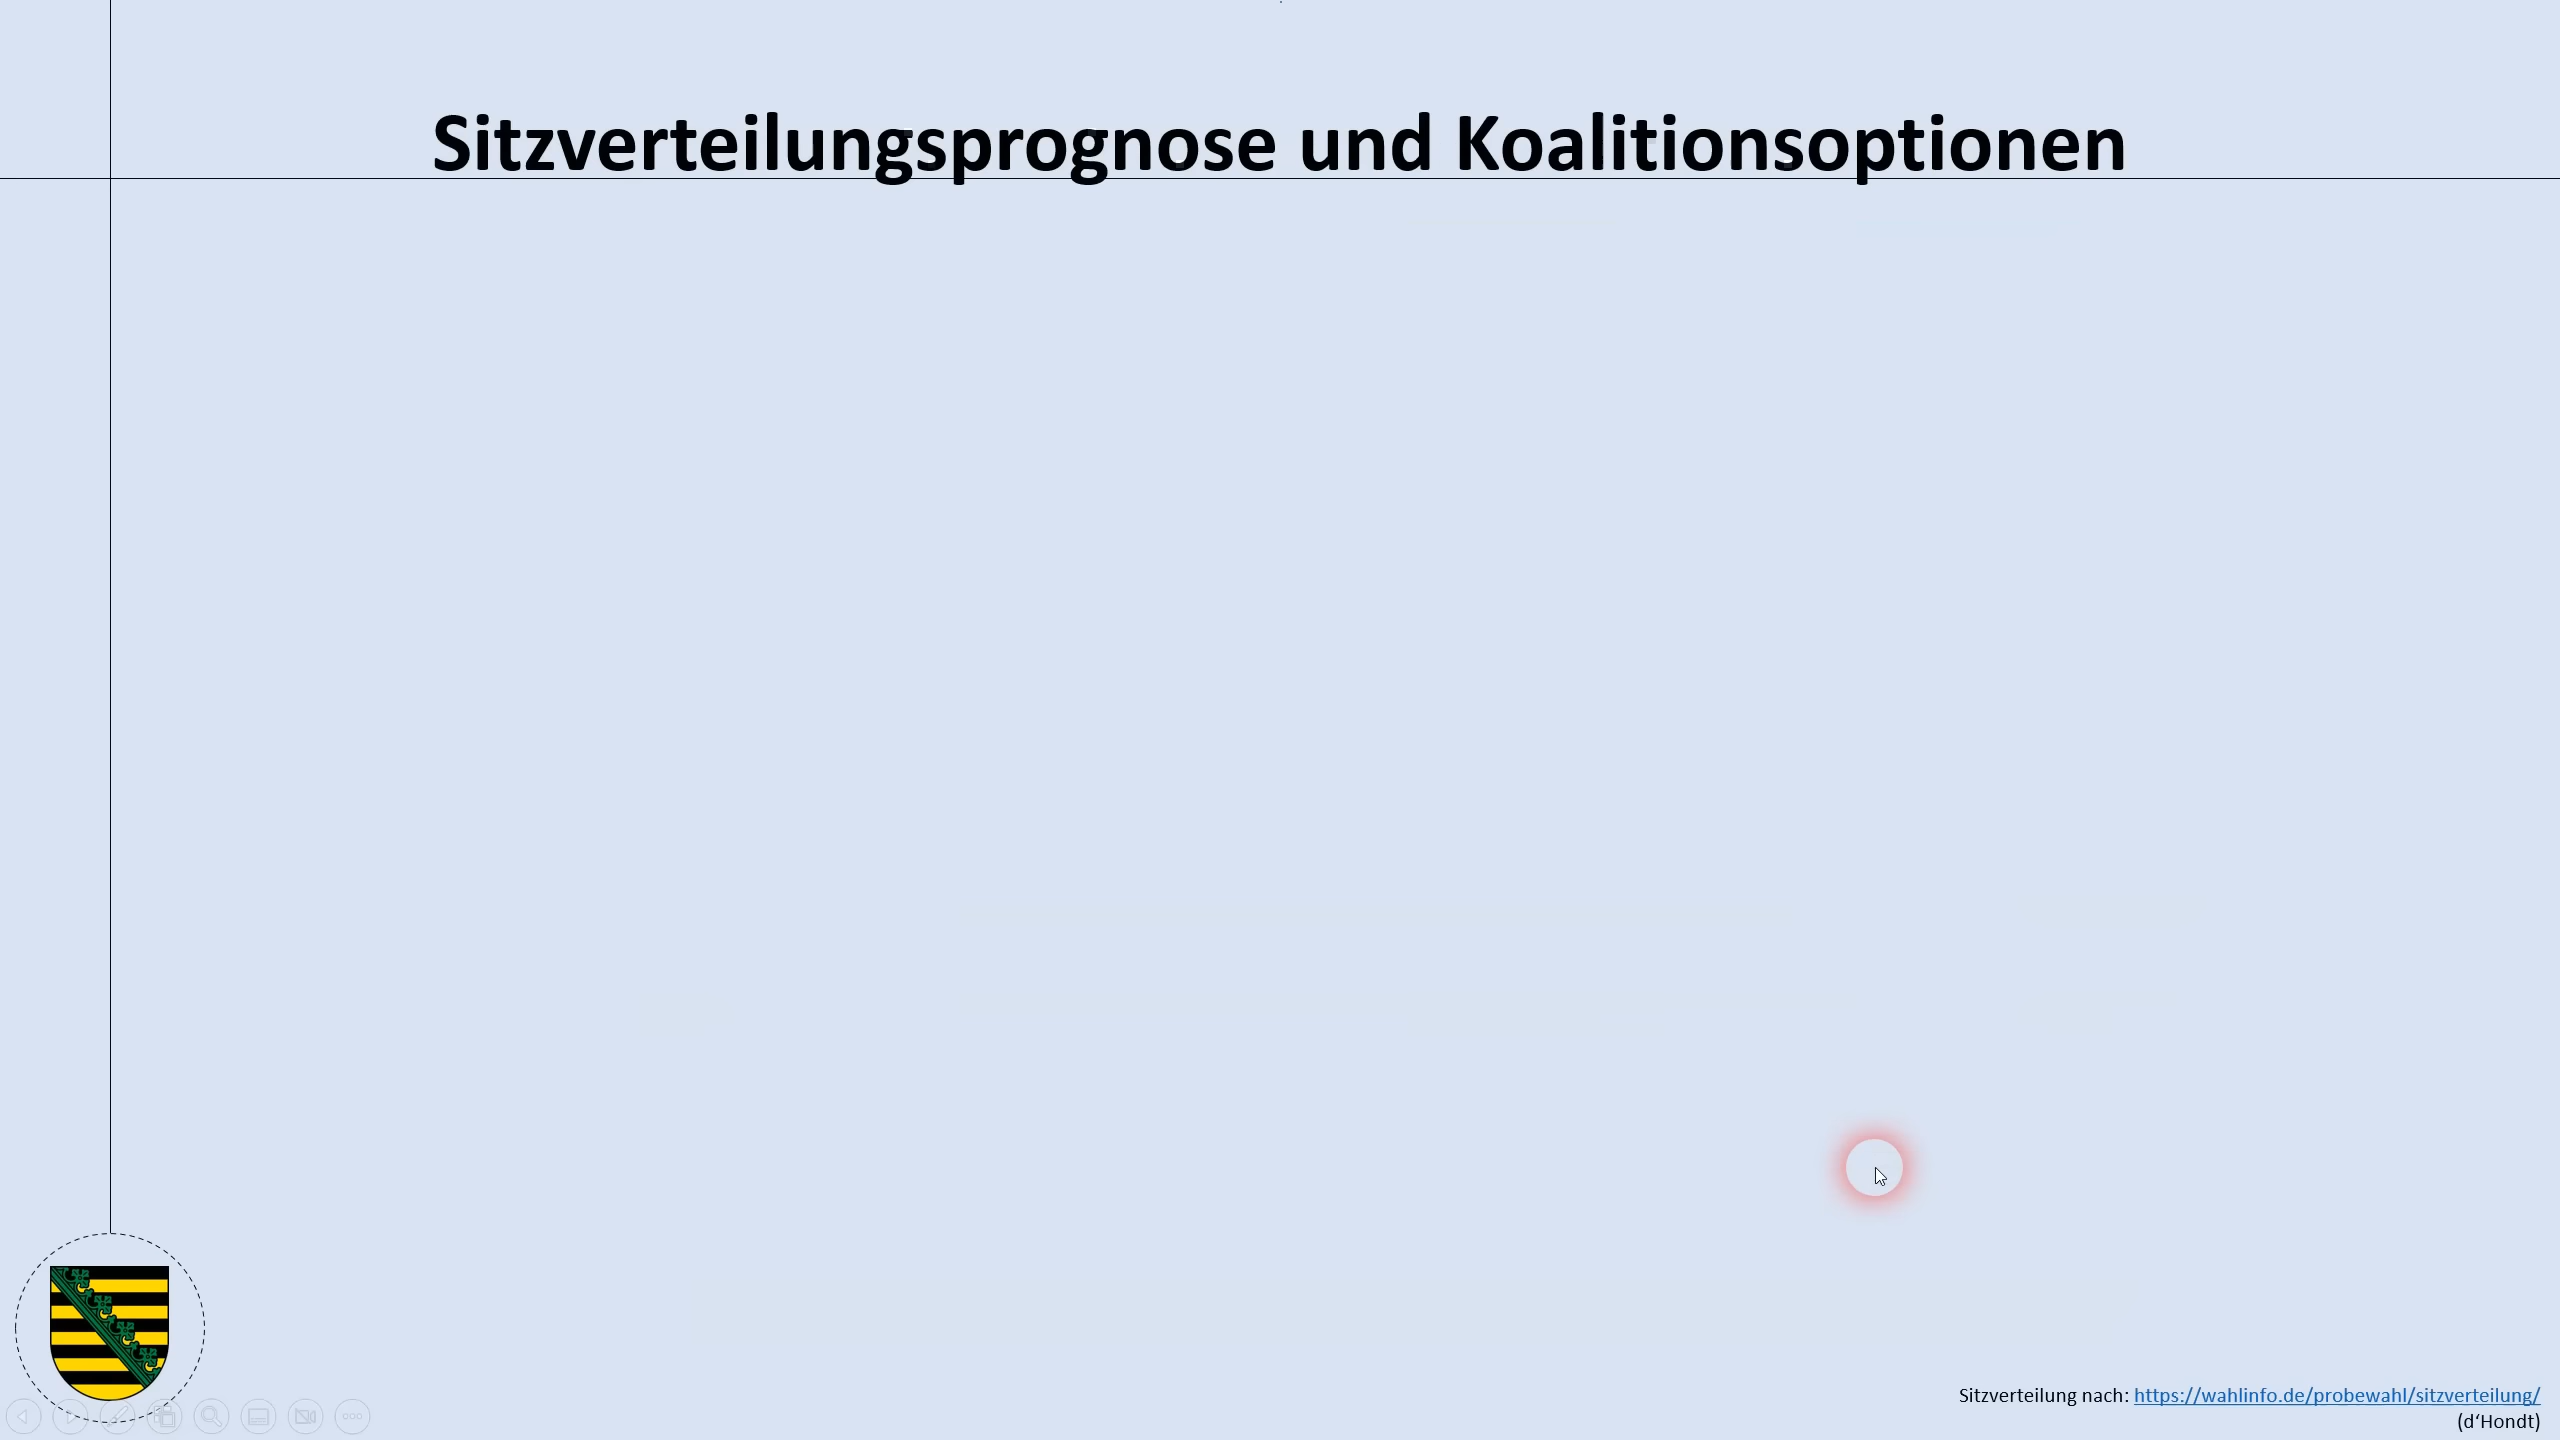 Sitzverteilungsprognose und Koalitionsoptionen
Sitzverteilung nach: https://wahlinfo.de/probewahl/sitzverteilung/
(d‘Hondt)